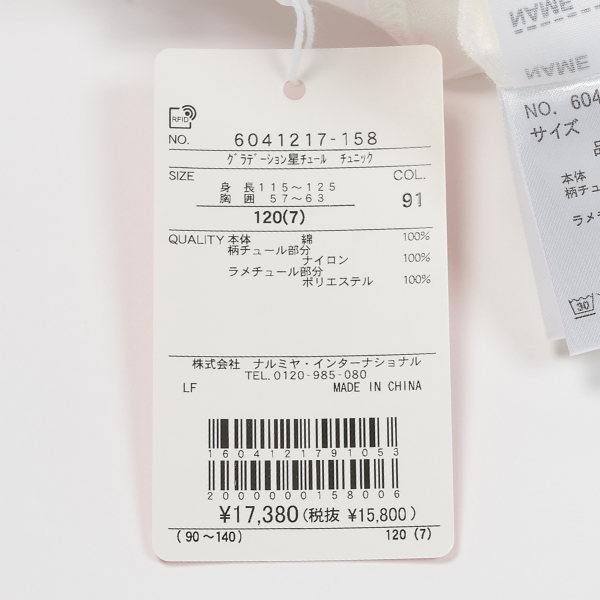 RFID
NO. 6041217-158
ｸﾞﾗﾃﾞｰｼｮﾝ星ﾁｭｰﾙ ﾁｭﾆｯｸ
SIZE COL.
身 長 115～125
胸 囲 57～63
91
120(7)
QUALITY 本体 綿 100%
柄チュール部分
ナイロン 100%
ラメチュール部分
ポリエステル 100%
株式会社 ナルミヤ・インターナショナル
TEL.0120-985-080
LF MADE IN CHINA
1604121791053
2000000158006
¥17,380(税抜 ¥15,800)
(90～140) 120 (7)
NAME
NAME
NO. 604
サイズ
品
本体
柄チュ
ラメチ
30